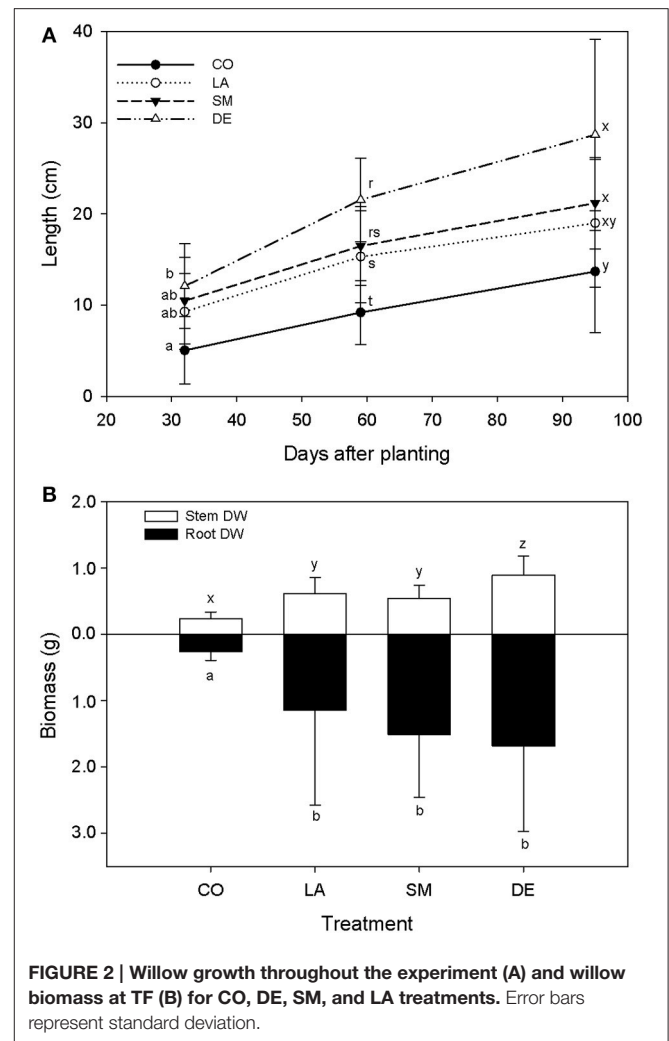 A
40
CO
LA
SM
DE
30
20
10
0
Length (cm)
b
ab
ab
a
r
rs
s
t
x
x
xy
y
20 30 40 50 60 70 80 90 100
Days after planting
B
2.0
Stem DW
Root DW
1.0
0.0
1.0
2.0
3.0
Biomass (g)
x
y
y
z
a
b
b
b
CO LA SM DE
Treatment
FIGURE 2 | Willow growth throughout the experiment (A) and willow
biomass at TF (B) for CO, DE, SM, and LA treatments. Error bars
represent standard deviation.